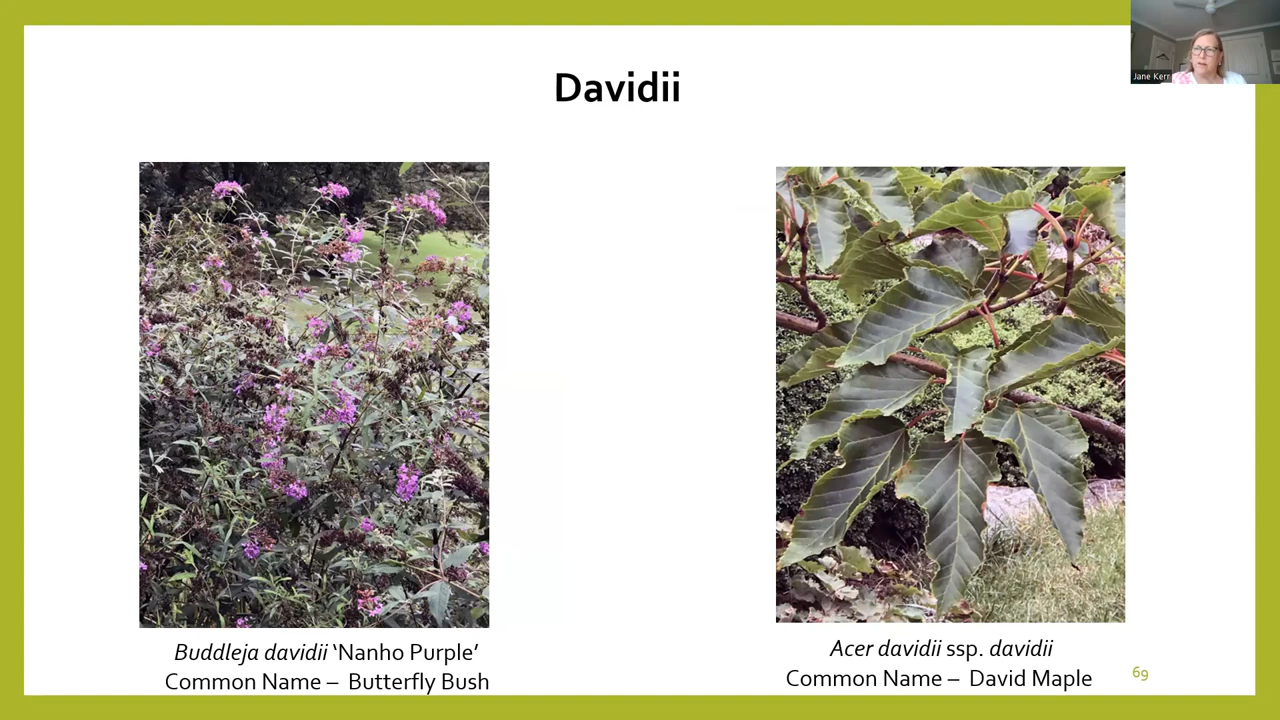 Jane Kerr
Davidii
Buddleja davidii ‘Nanho Purple’
Common Name – Butterfly Bush
Acer davidii ssp. davidii
Common Name – David Maple
69